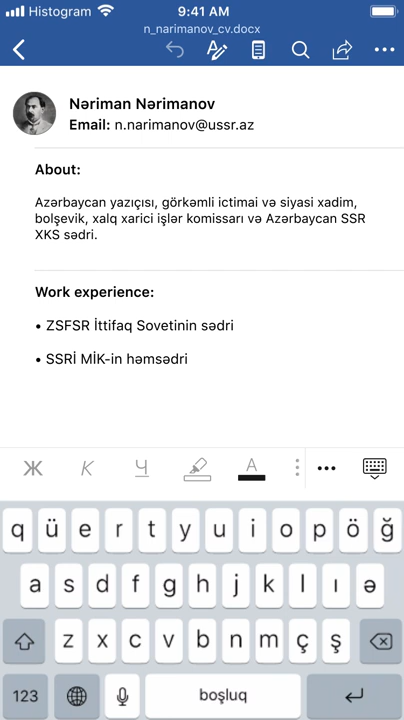 Histogram 9:41 AM
n_narimanov_cv.docx
Nəriman Nərimanov
Email: n.narimanov@ussr.az
About:
Azərbaycan yazıçısı, görkəmli ictimai və siyasi xadim,
bolşevik, xalq xarici işlər komissarı və Azərbaycan SSR
XKS sədri.
Work experience:
• ZSFSR İttifaq Sovetinin sədri
• SSRİ MİK-in həmsədri
Ж К Ч A
q ü e r t y u i o p ö ğ
a s d f g h j k l ı ə
z x c v b n m ç ş
123 boşluq